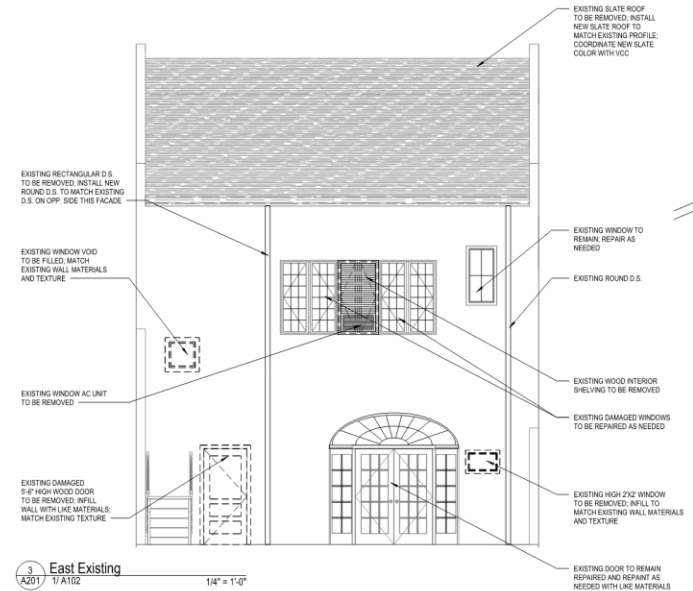 EXISTING SLATE ROOF
TO BE REMOVED; INSTALL
NEW SLATE ROOF TO
MATCH EXISTING PROFILE;
COORDINATE NEW SLATE
COLOR WITH VCC
EXISTING RECTANGULAR D.S.
TO BE REMOVED; INSTALL NEW
ROUND D.S. TO MATCH EXISTING
D.S. ON OPP. SIDE THIS FACADE
EXISTING WINDOW VOID
TO BE FILLED; MATCH
EXISTING WALL MATERIALS
AND TEXTURE
EXISTING WINDOW AC UNIT
TO BE REMOVED
EXISTING DAMAGED
5'-6" HIGH WOOD DOOR
TO BE REMOVED; INFILL
WALL WITH LIKE MATERIALS;
MATCH EXISTING TEXTURE
EXISTING WINDOW TO
REMAIN; REPAIR AS
NEEDED
EXISTING ROUND D.S.
EXISTING WOOD INTERIOR
SHELVING TO BE REMOVED
EXISTING DAMAGED WINDOWS
TO BE REPAIRED AS NEEDED
EXISTING HIGH 2'X2' WINDOW
TO BE REMOVED; INFILL TO
MATCH EXISTING WALL MATERIALS
AND TEXTURE
EXISTING DOOR TO REMAIN
REPAIRED AND REPAINT AS
NEEDED WITH LIKE MATERIALS
3
A201
East Existing
1/ A102
1/4" = 1'-0"